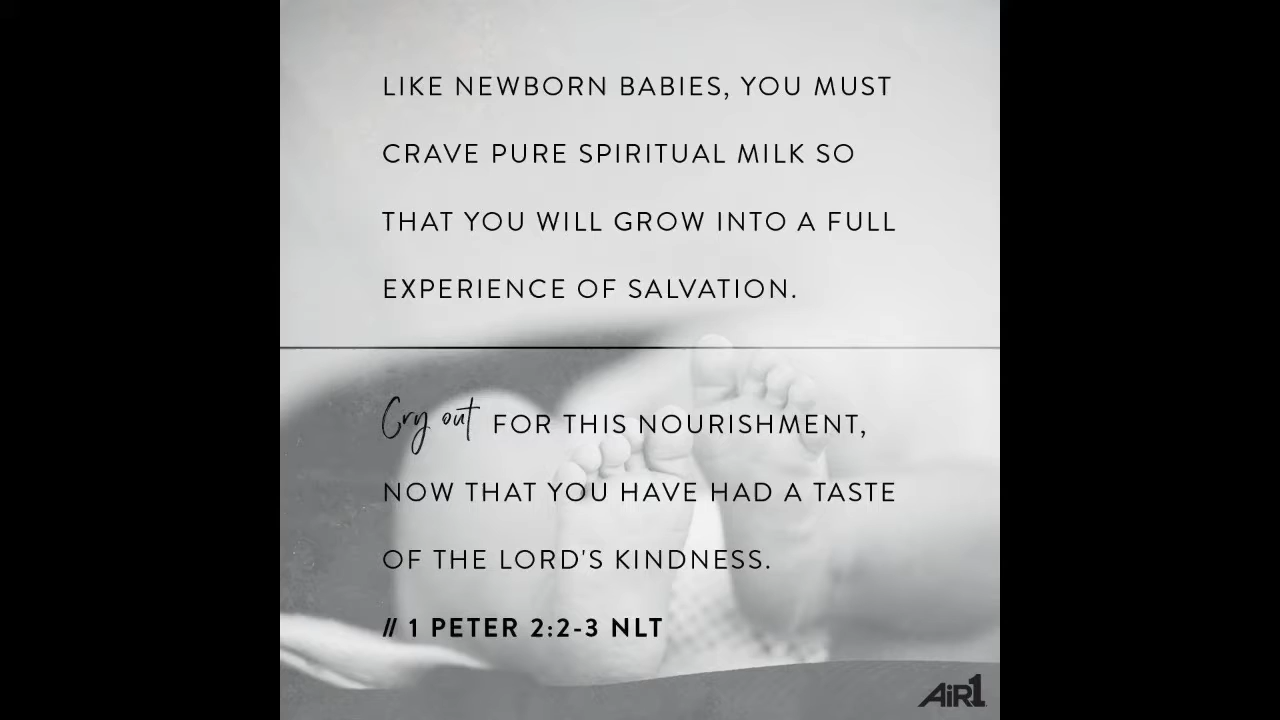 LIKE NEWBORN BABIES, YOU MUST
CRAVE PURE SPIRITUAL MILK SO
THAT YOU WILL GROW INTO A FULL
EXPERIENCE OF SALVATION.
Cry out FOR THIS NOURISHMENT,
NOW THAT YOU HAVE HAD A TASTE
OF THE LORD'S KINDNESS.
// 1 PETER 2:2-3 NLT
AiR1